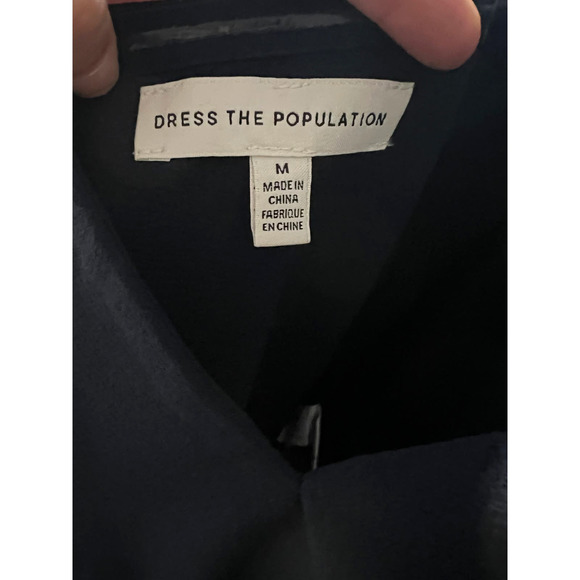 DRESS THE POPULATION
M
MADE IN
CHINA
FABRIQUE
EN CHINE